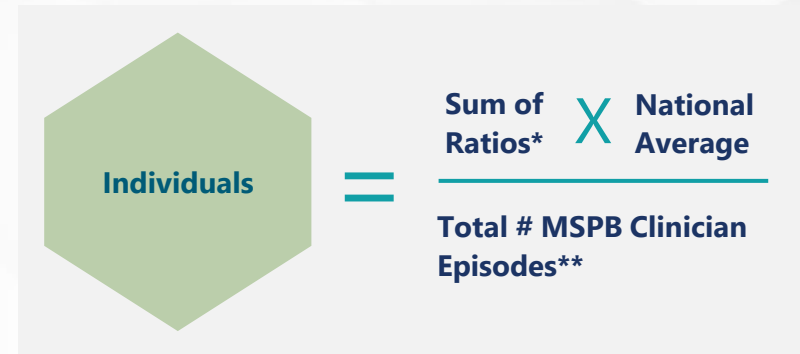 Individuals
=
Sum of
Ratios*
X
National
Average
Total # MSPB Clinician
Episodes**